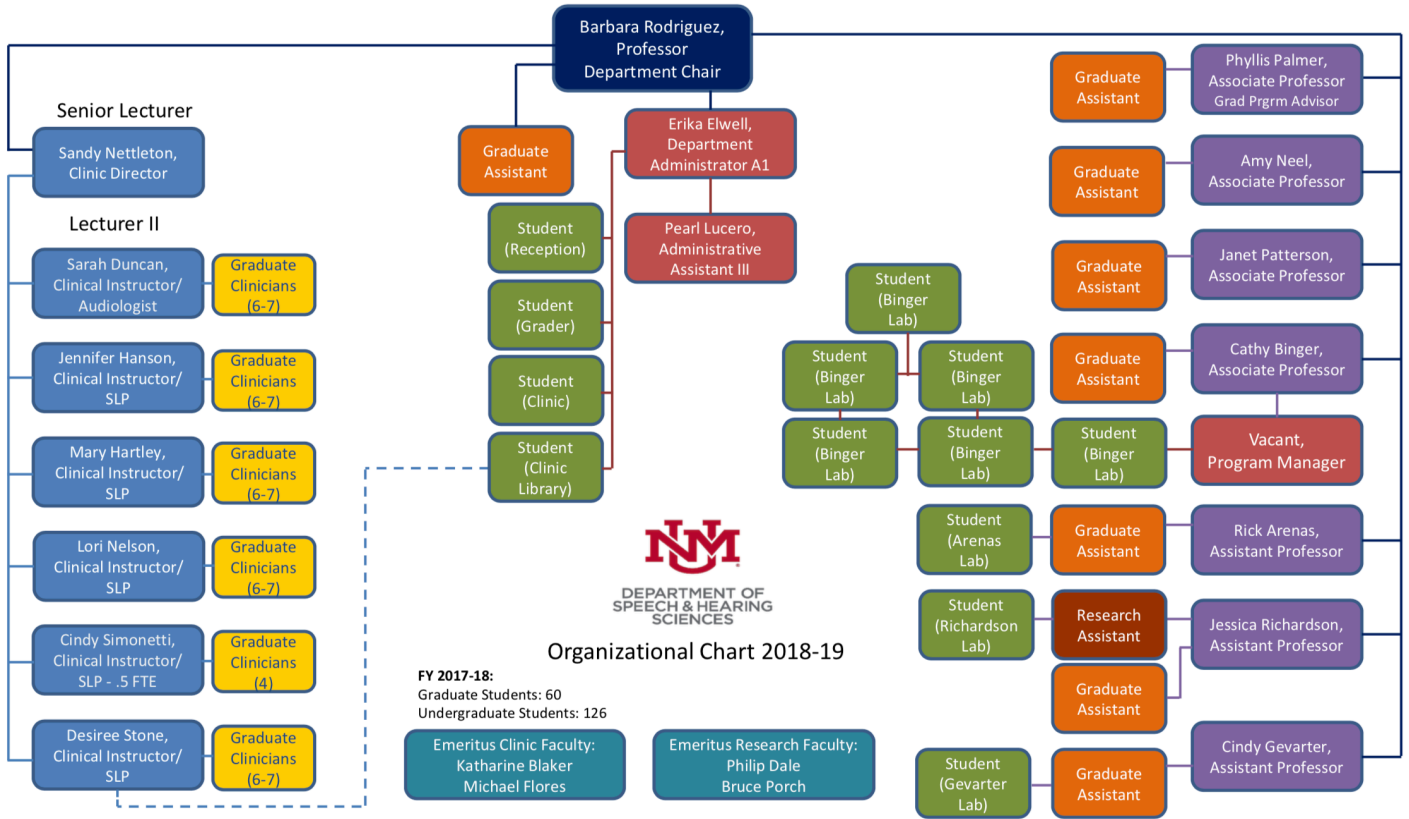 Barbara Rodriguez,
Professor
Department Chair
Senior Lecturer
Sandy Nettleton,
Clinic Director
Lecturer II
Sarah Duncan,
Clinical Instructor/
Audiologist
Graduate
Clinicians
(6-7)
Jennifer Hanson,
Clinical Instructor/
SLP
Graduate
Clinicians
(6-7)
Mary Hartley,
Clinical Instructor/
SLP
Graduate
Clinicians
(6-7)
Lori Nelson,
Clinical Instructor/
SLP
Graduate
Clinicians
(6-7)
Cindy Simonetti,
Clinical Instructor/
SLP - .5 FTE
Graduate
Clinicians
(4)
Desiree Stone,
Clinical Instructor/
SLP
Graduate
Clinicians
(6-7)
Graduate
Assistant
Erika Elwell,
Department
Administrator A1
Pearl Lucero,
Administrative
Assistant III
Student
(Reception)
Student
(Grader)
Student
(Clinic)
Student
(Clinic
Library)
Student
(Binger
Lab)
Student
(Binger
Lab)
Student
(Binger
Lab)
Student
(Binger
Lab)
Student
(Binger
Lab)
Student
(Binger
Lab)
Graduate
Assistant
Phyllis Palmer,
Associate Professor
Grad Prgrm Advisor
Graduate
Assistant
Amy Neel,
Associate Professor
Graduate
Assistant
Janet Patterson,
Associate Professor
Graduate
Assistant
Cathy Binger,
Associate Professor
Vacant,
Program Manager
Student
(Arenas
Lab)
Graduate
Assistant
Rick Arenas,
Assistant Professor
Student
(Richardson
Lab)
Research
Assistant
Jessica Richardson,
Assistant Professor
Graduate
Assistant
Student
(Gevarter
Lab)
Graduate
Assistant
Cindy Gevarter,
Assistant Professor
UNM
DEPARTMENT OF
SPEECH & HEARING
SCIENCES
Organizational Chart 2018-19
FY 2017-18:
Graduate Students: 60
Undergraduate Students: 126
Emeritus Clinic Faculty:
Katharine Blaker
Michael Flores
Emeritus Research Faculty:
Philip Dale
Bruce Porch